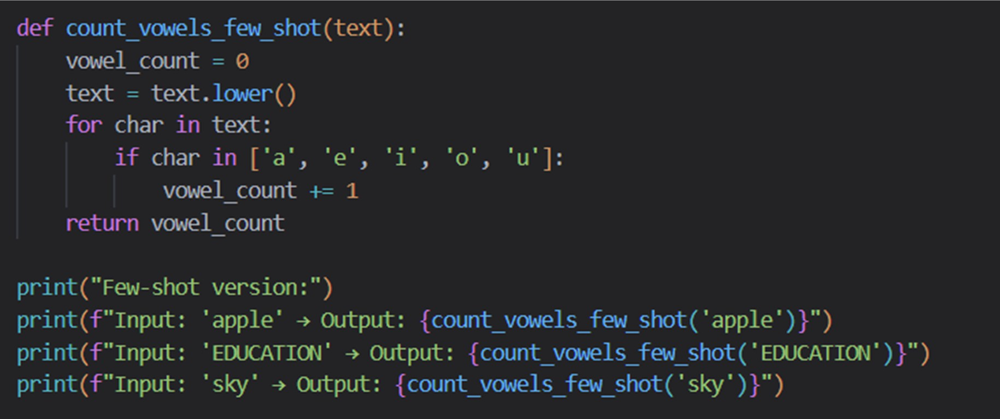 def count_vowels_few_shot(text):
    vowel_count = 0
    text = text.lower()
    for char in text:
        if char in ['a', 'e', 'i', 'o', 'u']:
            vowel_count += 1
    return vowel_count

print("Few-shot version:")
print(f"Input: 'apple' → Output: {count_vowels_few_shot('apple')}")
print(f"Input: 'EDUCATION' → Output: {count_vowels_few_shot('EDUCATION')}")
print(f"Input: 'sky' → Output: {count_vowels_few_shot('sky')}")